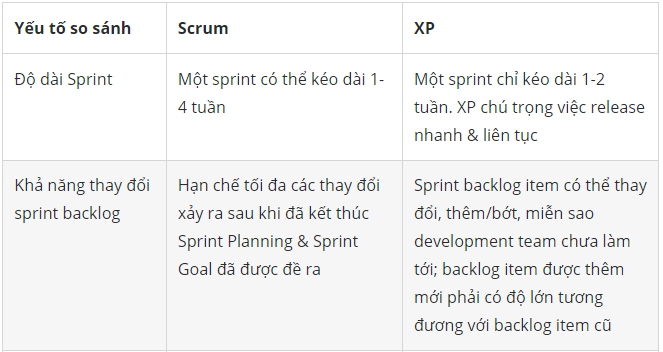 Yếu tố so sánh
Scrum
XP
Độ dài Sprint
Một sprint có thể kéo dài 1-
4 tuần
Một sprint chỉ kéo dài 1-2
tuần. XP chú trọng việc release
nhanh & liên tục
Khả năng thay đổi
sprint backlog
Hạn chế tối đa các thay đổi
xảy ra sau khi đã kết thúc
Sprint Planning & Sprint
Goal đã được đề ra
Sprint backlog item có thể thay
đổi, thêm/bớt, miễn sao
development team chưa làm
tới; backlog item được thêm
mới phải có độ lớn tương
đương với backlog item cũ